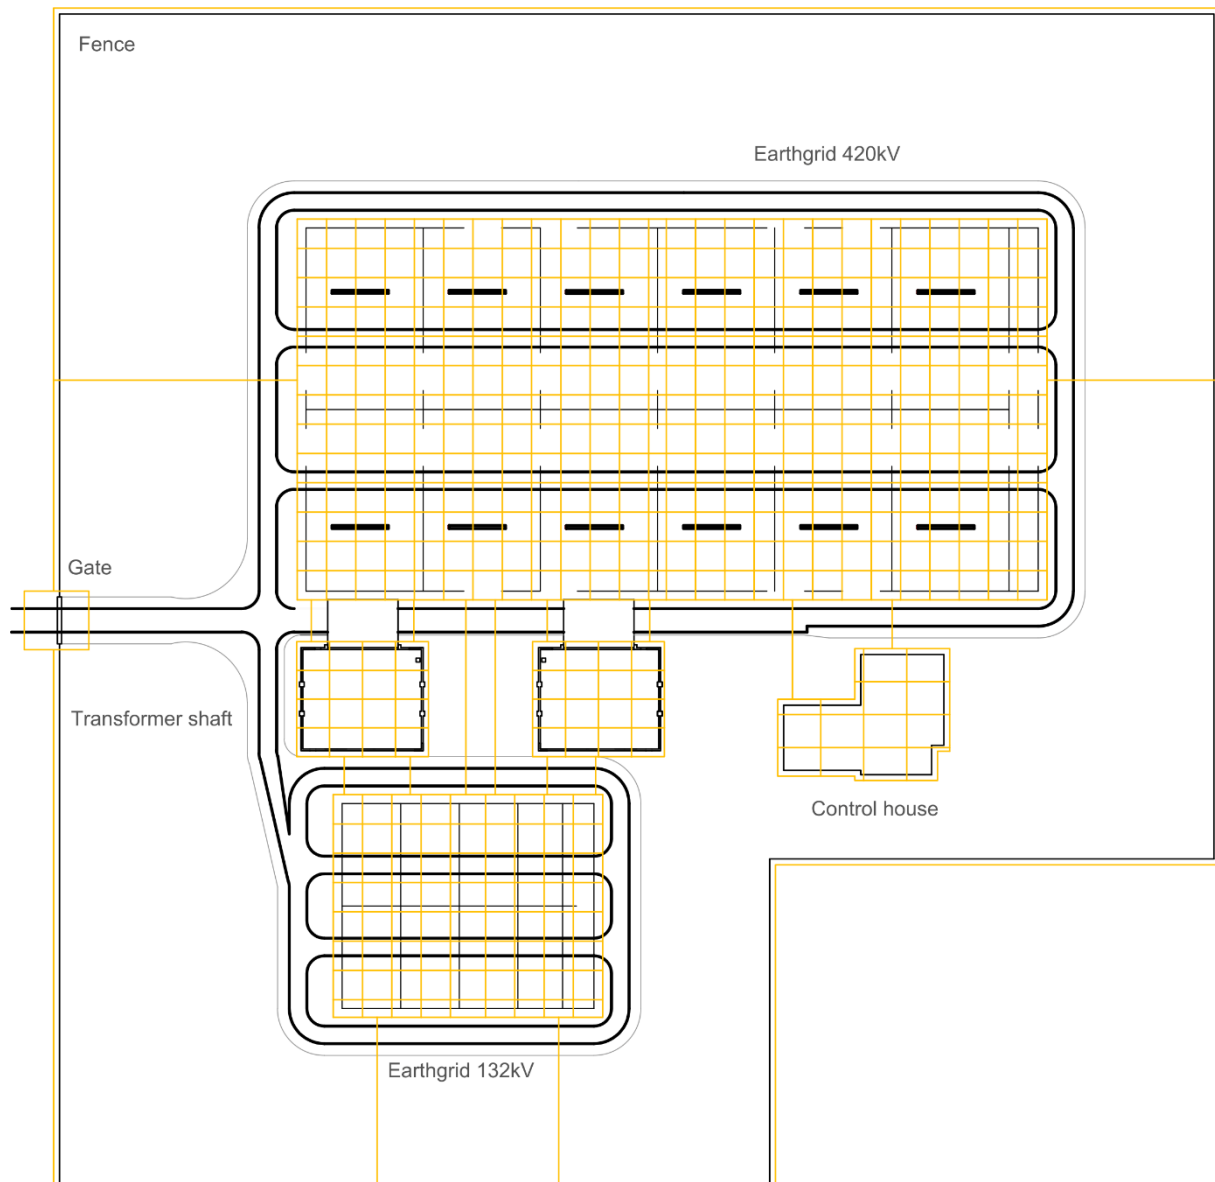 Fence
Earthgrid 420kV
Gate
Transformer shaft
Control house
Earthgrid 132kV